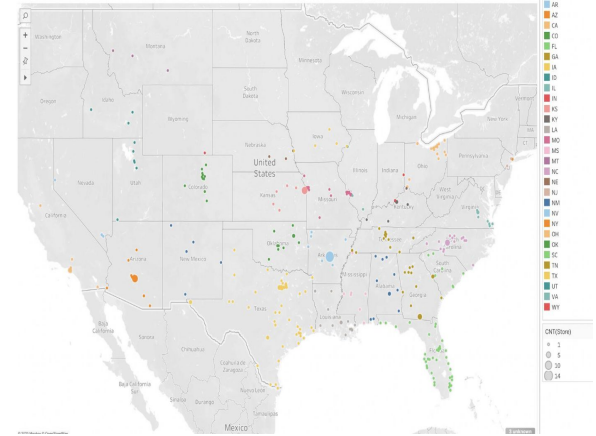 Washington
Montana
North
Dakota
Minnesota
Oregon
Idaho
South
Dakota
Wisconsin
Michigan
Vermont
New York
Wyoming
Iowa
Nebraska
Nevada
Utah
Colorado
United
States
Kansas
Missouri
Illinois
Indiana
Ohio
Pennsylvania
West
Virginia
Virginia
Kentucky
California
Arizona
New Mexico
Oklahoma
Ar
Mississippi
Alabama
Georgia
South
Carolina
Texas
Louisiana
Baja
California
Sonora
Chihuahua
Coahuila de
Zaragoza
Baja California
Sur
Sinaloa
Durango
Nuevo León
Tamaulipas
Mexico
3 unknown
AR
AZ
CA
CO
FL
GA
IA
ID
IL
IN
KS
KY
LA
MO
MS
MT
NC
NE
NJ
NM
NV
NY
OH
OK
SC
TN
TX
UT
VA
WY
CNT(Store)
1
5
10
14